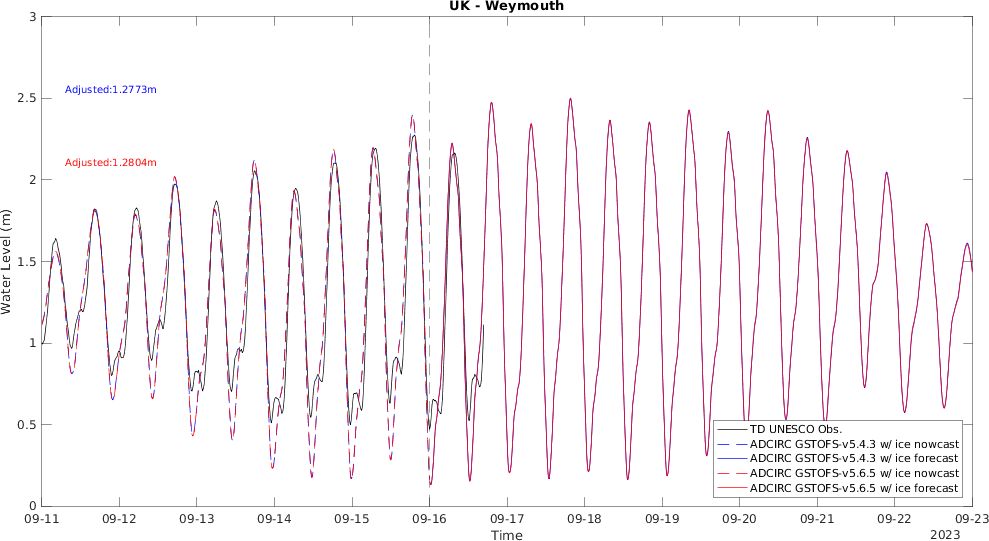 UK - Weymouth
3
2.5
2
1.5
1
0.5
0
Water Level (m)
Adjusted:1.2773m
Adjusted:1.2804m
TD UNESCO Obs.
ADCIRC GSTOFS-v5.4.3 w/ ice nowcast
ADCIRC GSTOFS-v5.4.3 w/ ice forecast
ADCIRC GSTOFS-v5.6.5 w/ ice nowcast
ADCIRC GSTOFS-v5.6.5 w/ ice forecast
09-11 09-12 09-13 09-14 09-15 09-16 09-17 09-18 09-19 09-20 09-21 09-22 09-23
Time
2023